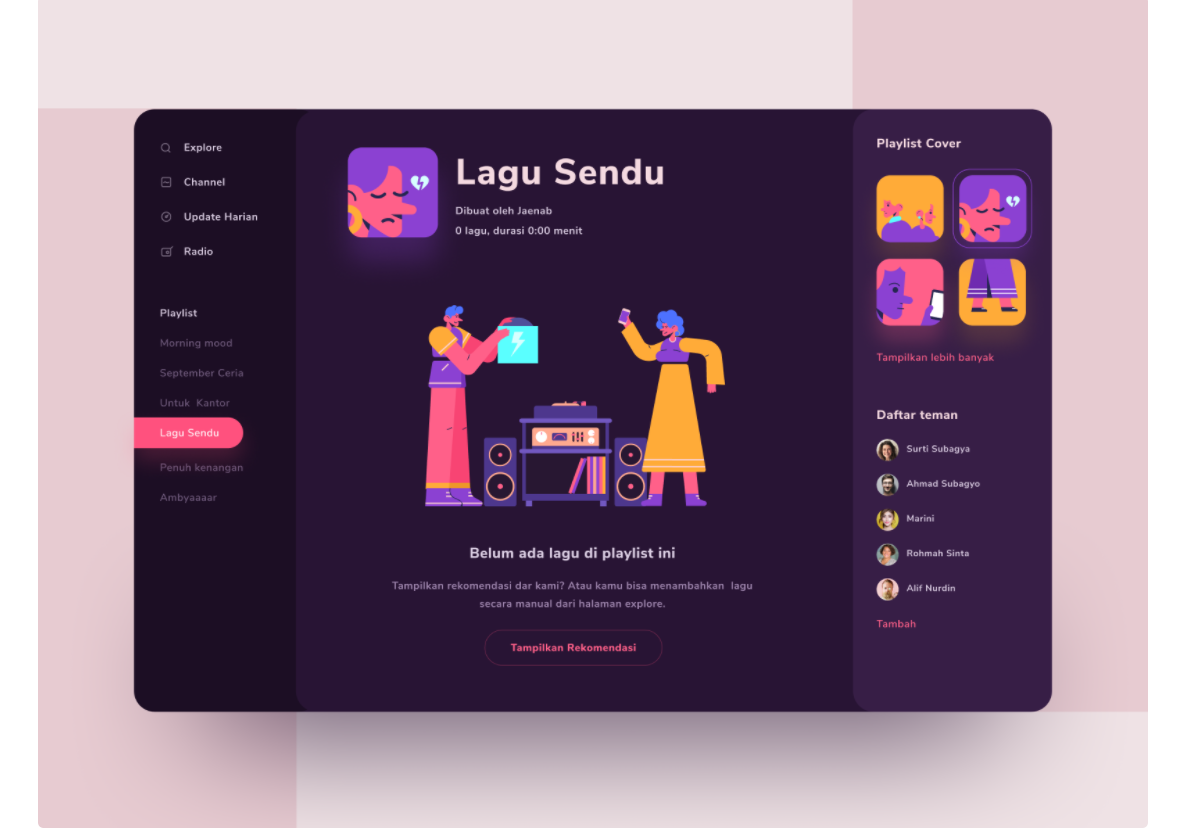 Explore
Channel
Update Harian
Radio
Playlist
Morning mood
September Ceria
Untuk Kantor
Lagu Sendu
Penuh kenangan
Ambyaaaar
Lagu Sendu
Dibuat oleh Jaenab
0 lagu, durasi 0:00 menit
Belum ada lagu di playlist ini
Tampilkan rekomendasi dar kami? Atau kamu bisa menambahkan lagu
secara manual dari halaman explore.
Tampilkan Rekomendasi
Playlist Cover
Tampilkan lebih banyak
Daftar teman
Surti Subagya
Ahmad Subagyo
Marini
Rohmah Sinta
Alif Nurdin
Tambah